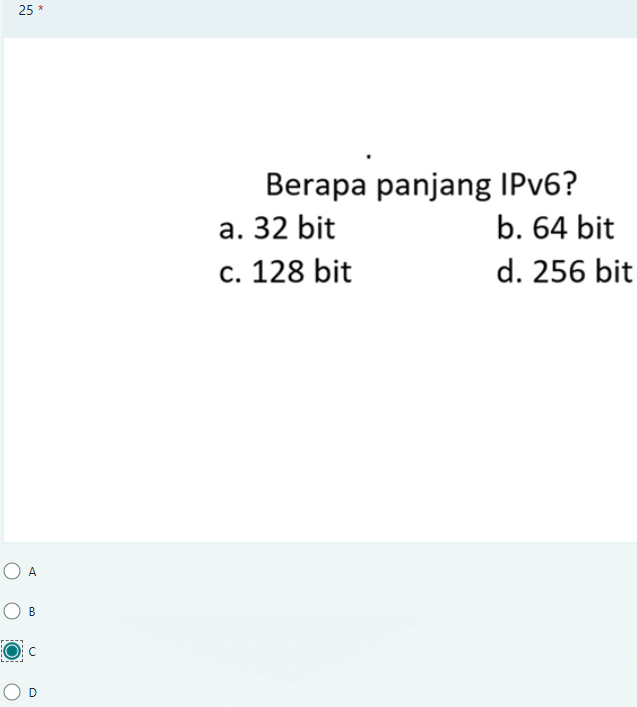 25 *
Berapa panjang IPv6?
a. 32 bit b. 64 bit
c. 128 bit d. 256 bit
A
B
C
D